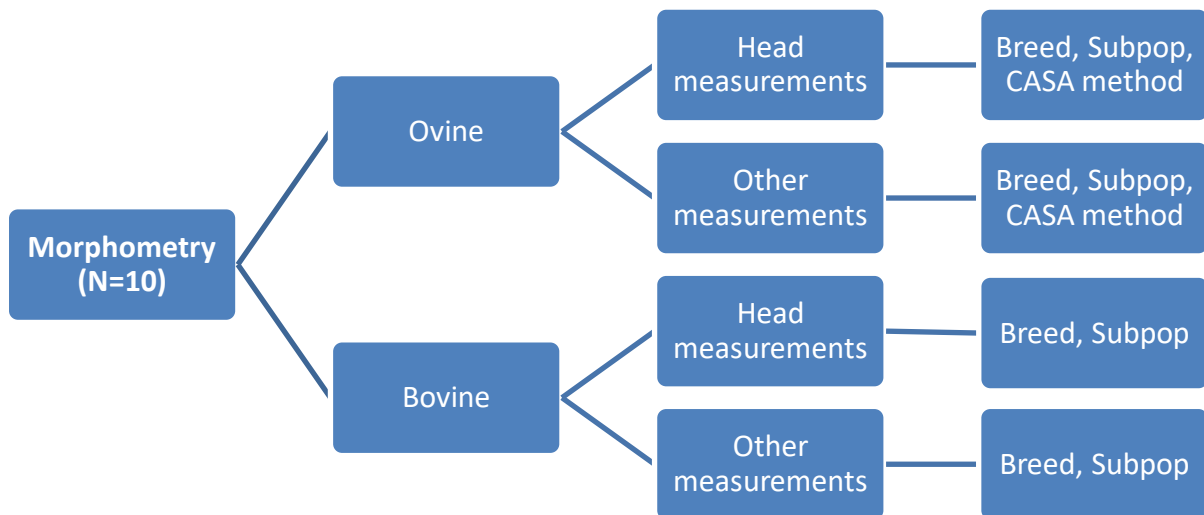 Morphometry
(N=10)
Ovine
Head
measurements
Breed, Subpop,
CASA method
Other
measurements
Breed, Subpop,
CASA method
Bovine
Head
measurements
Breed, Subpop
Other
measurements
Breed, Subpop